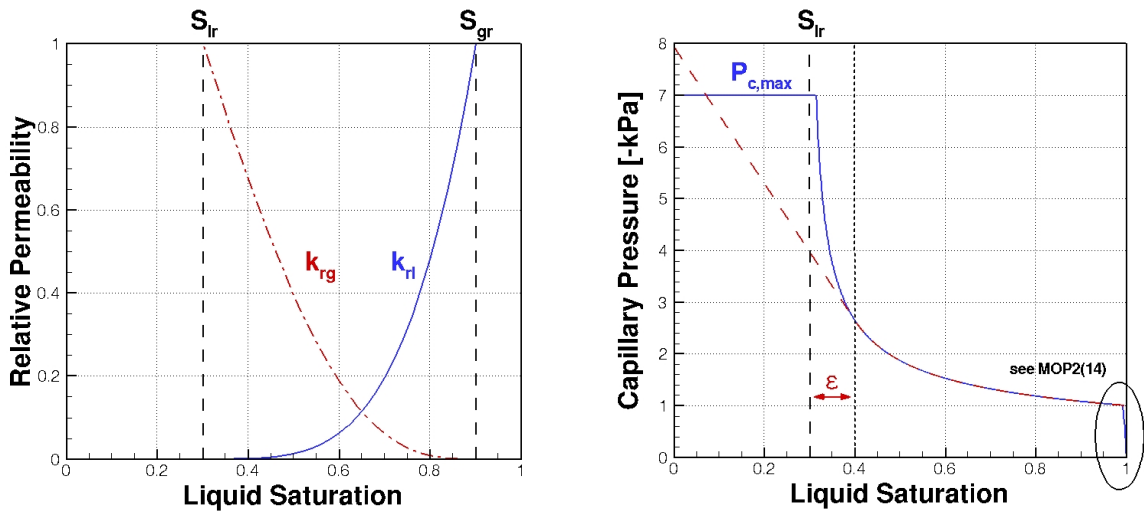 S_lr S_gr
1
0.8
0.6
0.4
0.2
0
Relative Permeability
k_rg k_rl
0 0.2 0.4 0.6 0.8 1
Liquid Saturation
S_lr
8
7
6
5
4
3
2
1
0
Capillary Pressure [-kPa]
P_c,max
see MOP2(14)
ε
0 0.2 0.4 0.6 0.8 1
Liquid Saturation